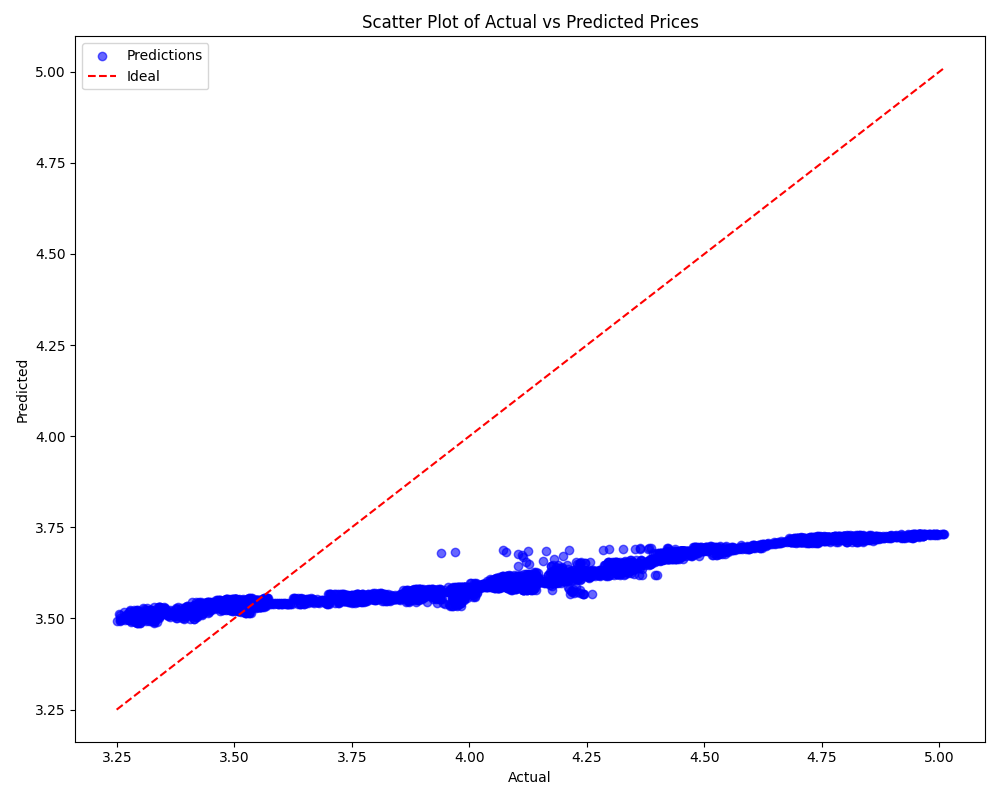 Scatter Plot of Actual vs Predicted Prices
Predictions
Ideal
5.00
4.75
4.50
4.25
4.00
3.75
3.50
3.25
Predicted
3.25 3.50 3.75 4.00 4.25 4.50 4.75 5.00
Actual